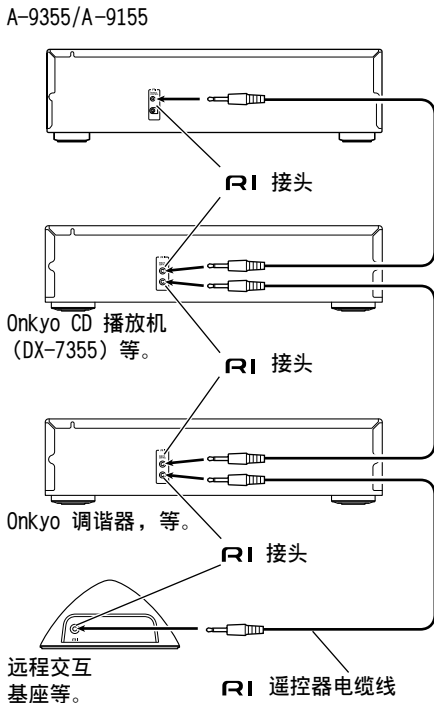 A-9355/A-9155
RI 接头
Onkyo CD 播放机
（DX-7355）等。
RI 接头
Onkyo 调谐器，等。
RI 接头
远程交互
基座等。
RI 遥控器电缆线